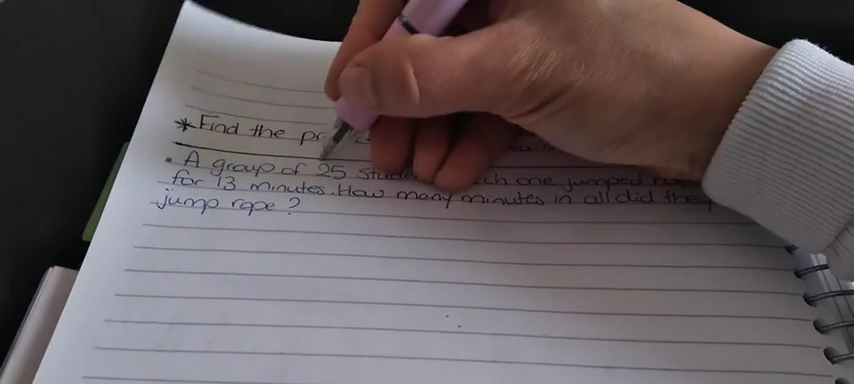 *Find the
• A group of 25 one jumped
for 13 minutes. How many minutes in all did they
jump rope?